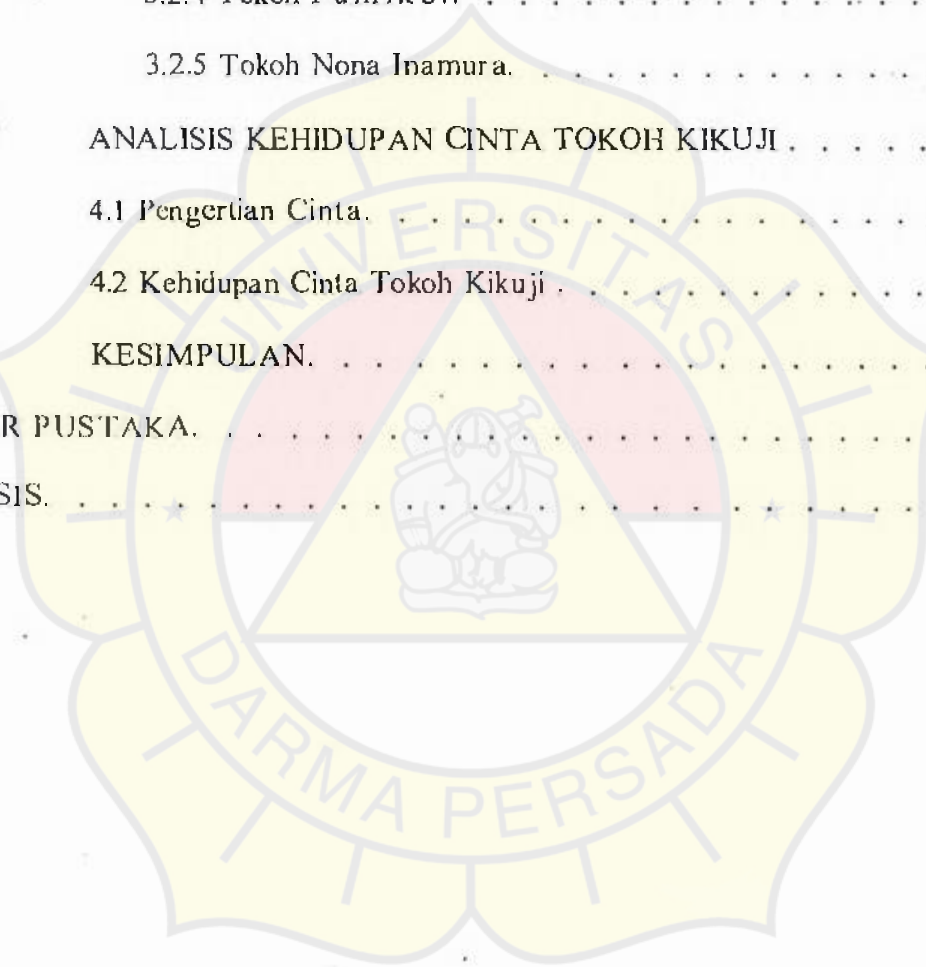 3.2.5 Tokoh Nona Inamura. . . . . . . . . . . . .
ANALISIS KEHIDUPAN CINTA TOKOH KIKUJI . . . . .
4.1 Pengertian Cinta. . . . . . . . . . . . . . . . .
4.2 Kehidupan Cinta Tokoh Kikuji . . . . . . . . . . . .
KESIMPULAN. . . . . . . . . . . . . . . . . . .
R PUSTAKA. . . . . . . . . . . . . . . . . . . . . .
SIS. . . . . . . . . . . . . . . . . . . . . . . . . .
UNIVERSITAS
DARMA PERSADA